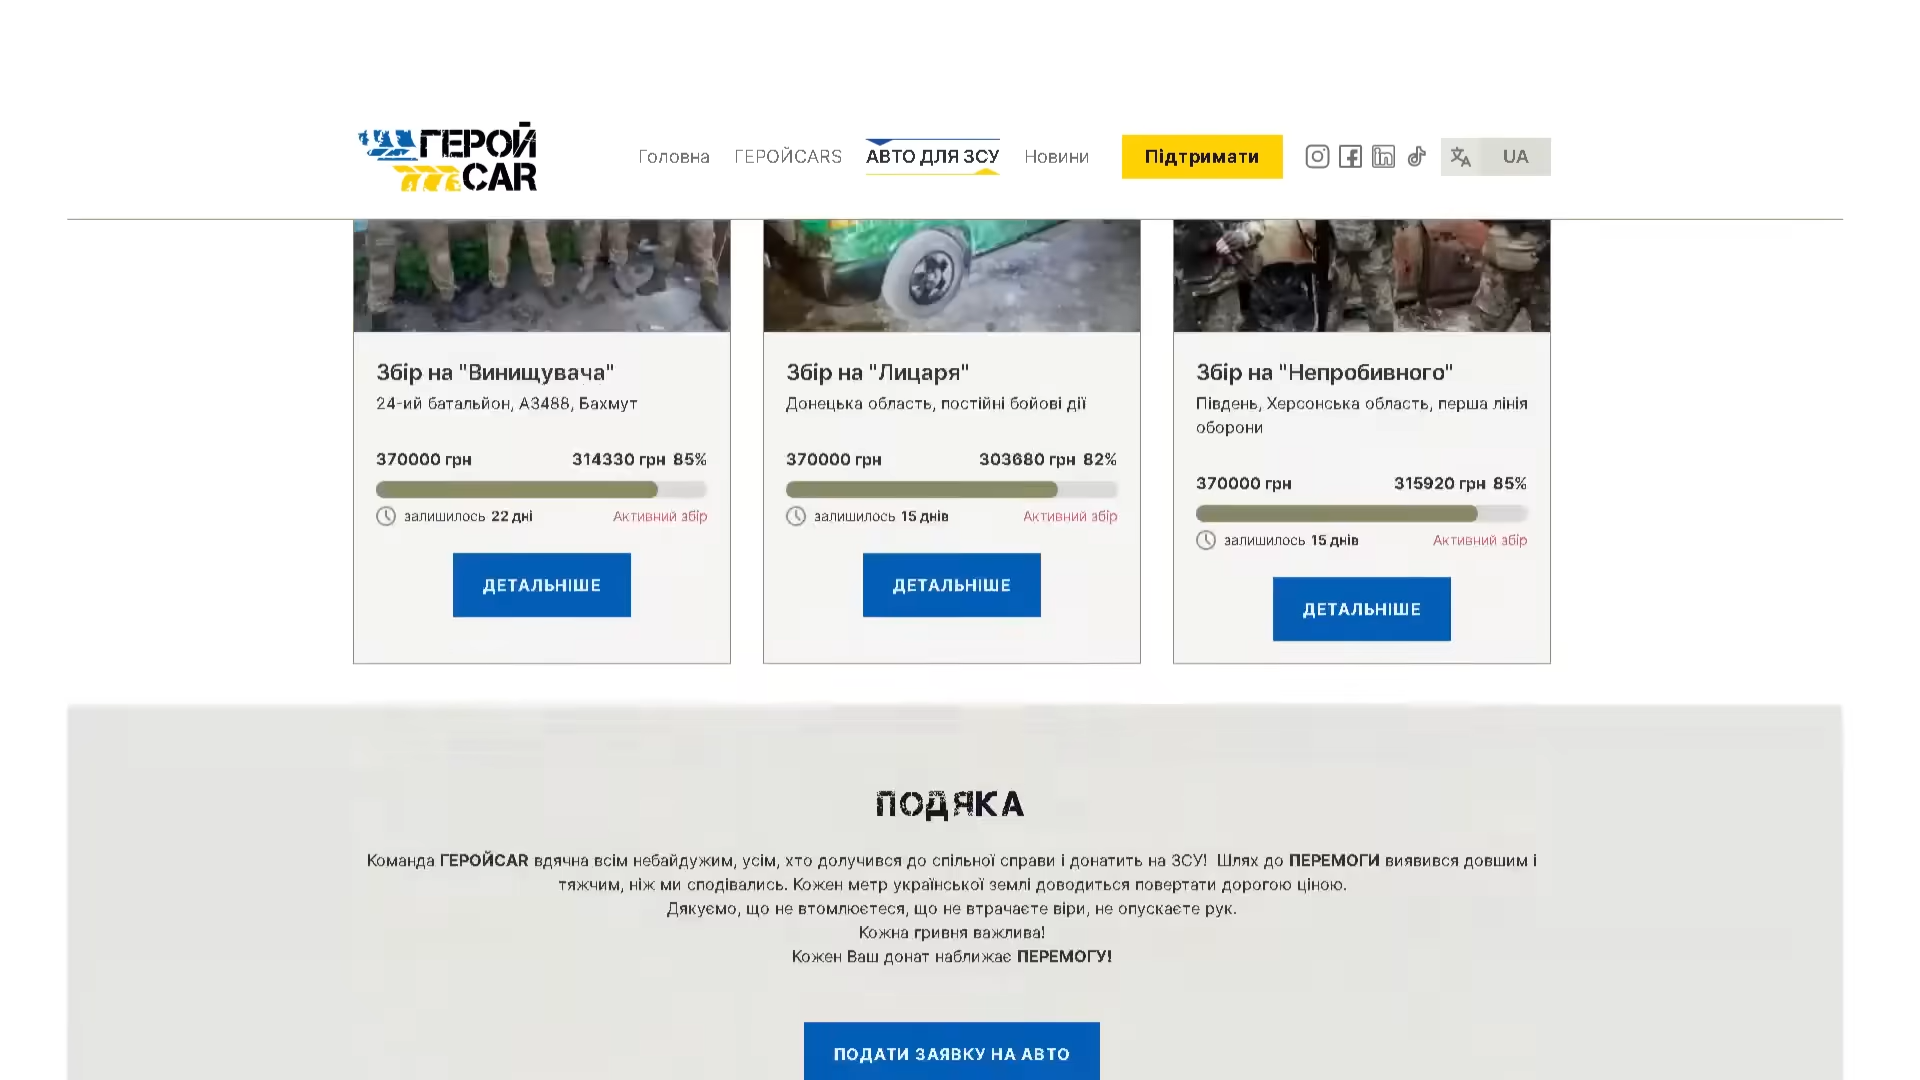 ГЕРОЙ
CAR
Головна
ГЕРОЙCARS
АВТО ДЛЯ ЗСУ
Новини
Підтримати
UA
Збір на "Винищувача"
24-ий батальйон, А3488, Бахмут
370000 грн
314330 грн 85%
залишилось 22 дні
Активний збір
ДЕТАЛЬНІШЕ
Збір на "Лицаря"
Донецька область, постійні бойові дії
370000 грн
303680 грн 82%
залишилось 15 днів
Активний збір
ДЕТАЛЬНІШЕ
Збір на "Непробивного"
Південь, Херсонська область, перша лінія
оборони
370000 грн
315920 грн 85%
залишилось 15 днів
Активний збір
ДЕТАЛЬНІШЕ
ПОДЯКА
Команда ГЕРОЙCAR вдячна всім небайдужим, усім, хто долучився до спільної справи і донатить на ЗСУ! Шлях до ПЕРЕМОГИ виявився довшим і
тяжчим, ніж ми сподівались. Кожен метр української землі доводиться повертати дорогою ціною.
Дякуємо, що не втомлюєтеся, що не втрачаєте віри, не опускаєте рук.
Кожна гривня важлива!
Кожен Ваш донат наближає ПЕРЕМОГУ!
ПОДАТИ ЗАЯВКУ НА АВТО